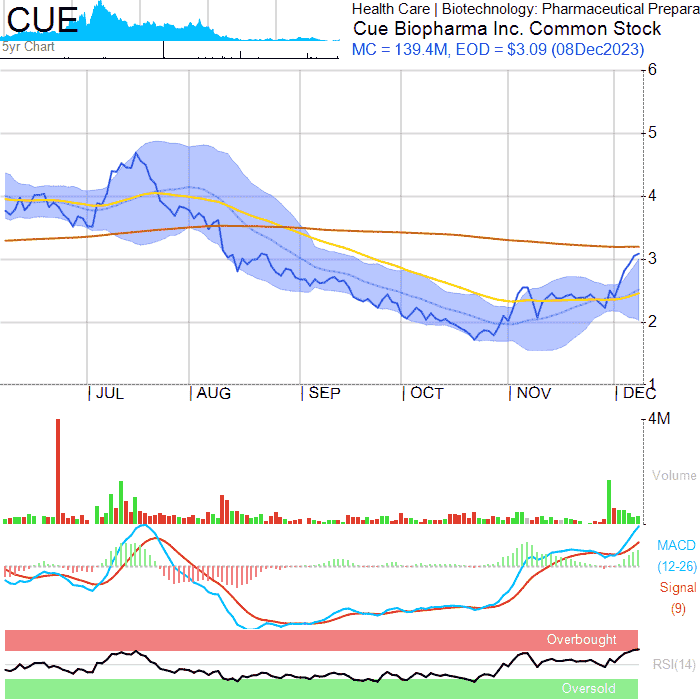 CUE
Health Care | Biotechnology: Pharmaceutical Prepara
Cue Biopharma Inc. Common Stock
MC = 139.4M, EOD = $3.09 (08Dec2023)
5yr Chart
6
5
4
3
2
1
JUL
AUG
SEP
OCT
NOV
DEC
4M
Volume
MACD
(12-26)
Signal
(9)
Overbought
RSI(14)
Oversold